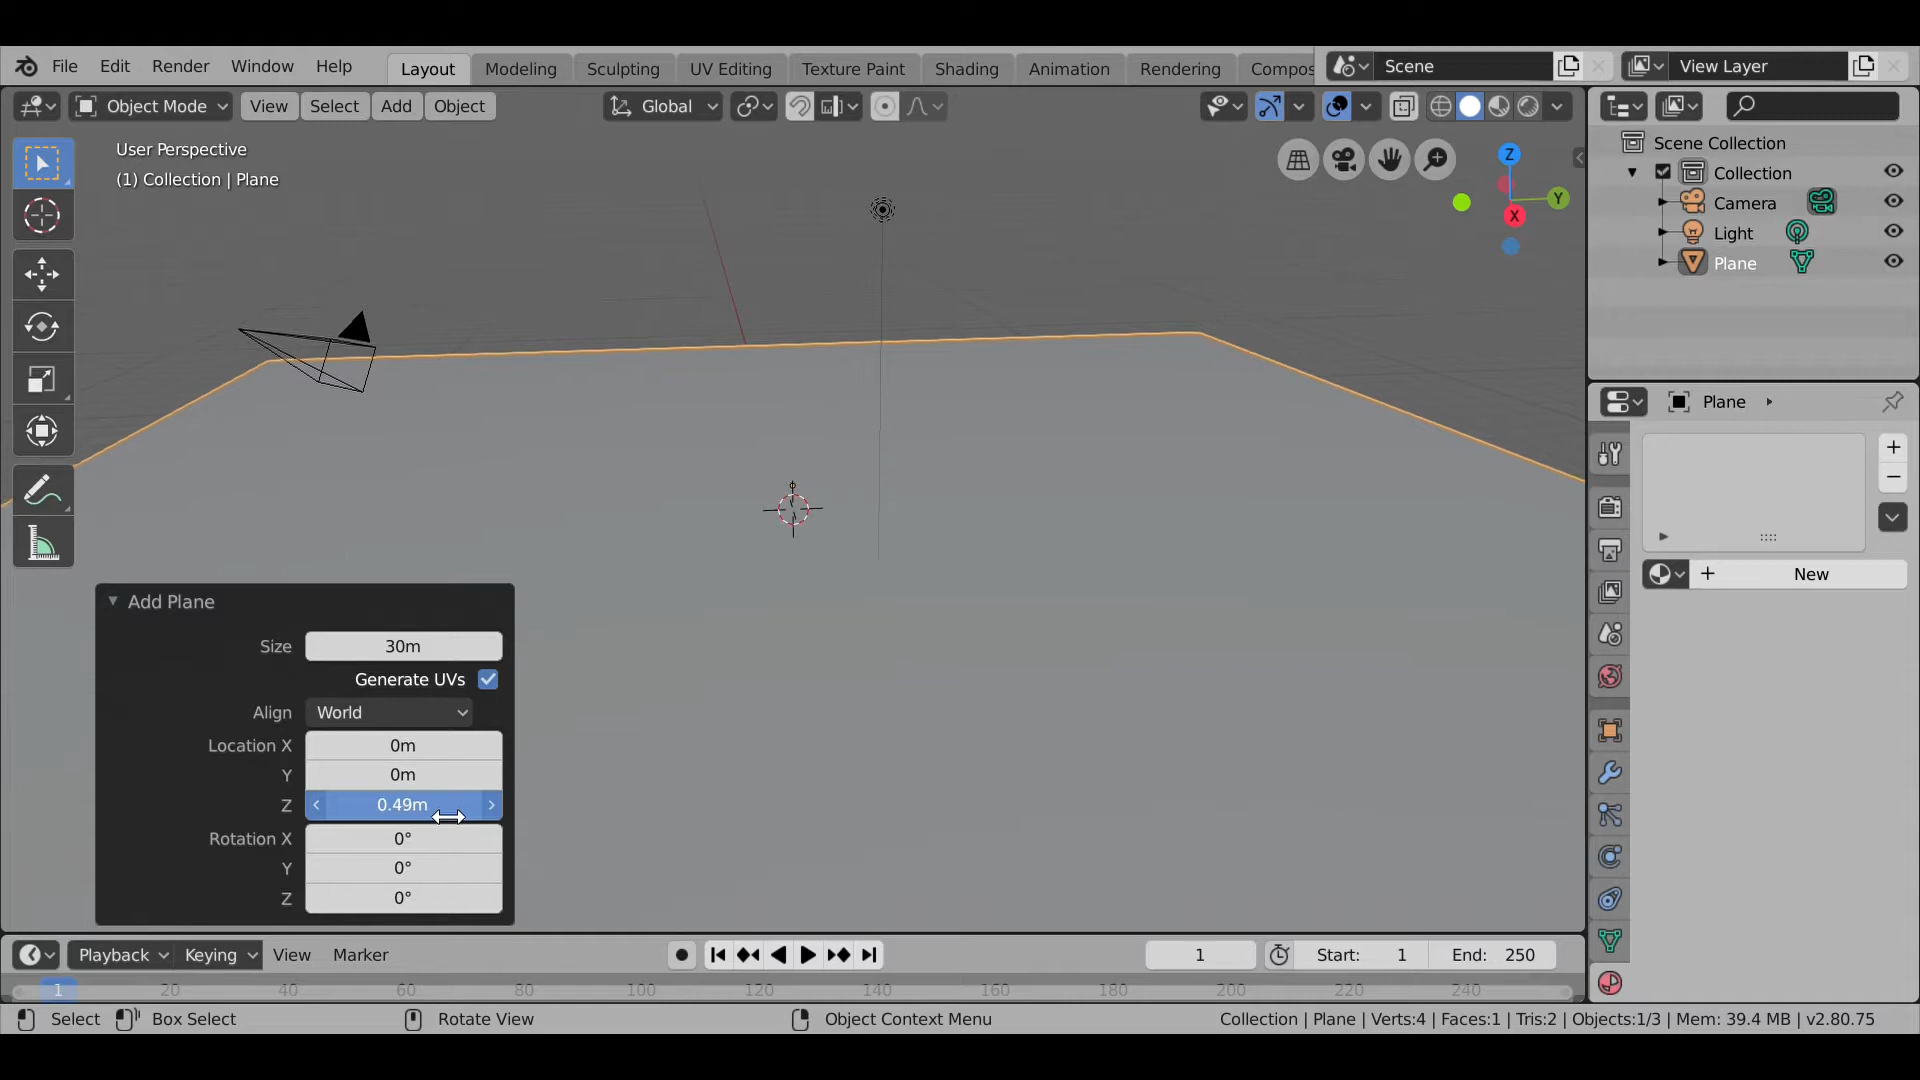 File Edit Render Window Help Layout Modeling Sculpting UV Editing Texture Paint Shading Animation Rendering Compos Scene View Layer
Object Mode View Select Add Object Global
User Perspective
(1) Collection | Plane
Z
Y
X
Scene Collection
Collection
Camera
Light
Plane
Plane
+
−
+ New
Add Plane
Size 30m
Generate UVs
Align World
Location X 0m
Y 0m
Z 0.49m
Rotation X 0°
Y 0°
Z 0°
Playback Keying View Marker 1 Start: 1 End: 250
1 20 40 60 80 100 120 140 160 180 200 220 240
Select Box Select Rotate View Object Context Menu Collection | Plane | Verts:4 | Faces:1 | Tris:2 | Objects:1/3 | Mem: 39.4 MB | v2.80.75